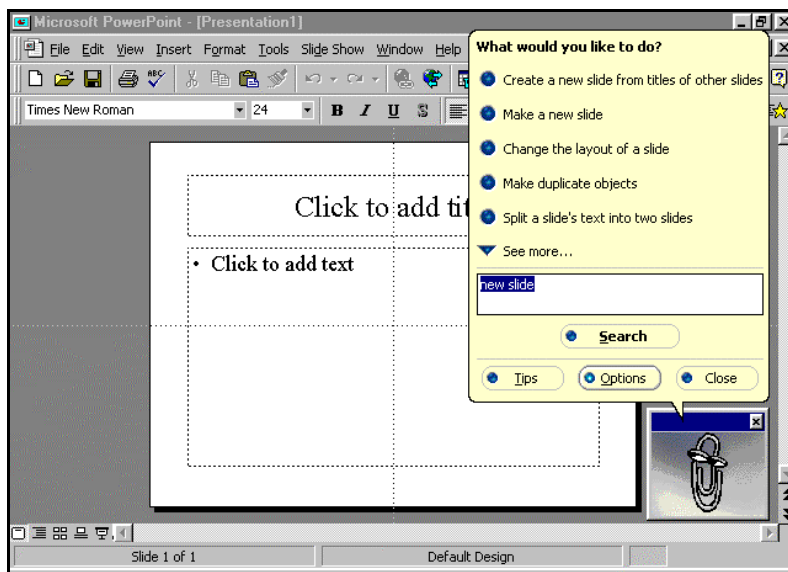 Microsoft PowerPoint - [Presentation1]
File Edit View Insert Format Tools Slide Show Window Help
Times New Roman 24 B I U S
What would you like to do?
Create a new slide from titles of other slides
Make a new slide
Change the layout of a slide
Make duplicate objects
Split a slide's text into two slides
See more...
new slide
Search
Tips Options Close
Click to add tit
• Click to add text
Slide 1 of 1 Default Design